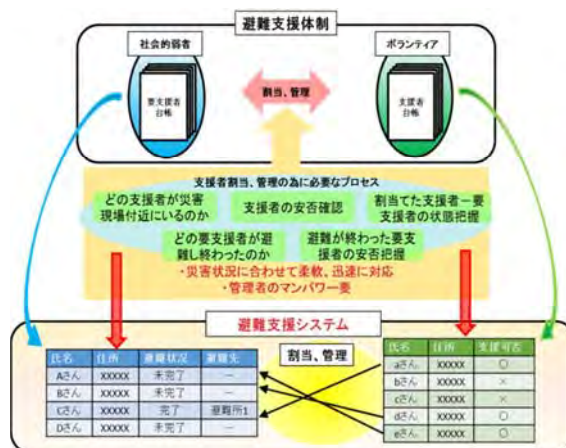 避難支援体制
社会的弱者
ボランティア
要支援者
台帳
割当、管理
支援者
台帳
支援者割当、管理の為に必要なプロセス
どの支援者が災害
現場付近にいるのか
支援者の安否確認
割当てた支援者ー要
支援者の状態把握
どの要支援者が避
難し終わったのか
避難が終わった要支
援者の安否把握
・災害状況に合わせて柔軟、迅速に対応
・管理者のマンパワー要
避難支援システム
割当、管理
氏名 住所 避難状況 避難先
Aさん XXXXX 未完了 ー
Bさん XXXXX 未完了 ー
Cさん XXXXX 完了 避難所1
Dさん XXXXX 未完了 ー
氏名 住所 支援可否
aさん XXXXX ○
bさん XXXXX ×
cさん XXXXX ×
dさん XXXXX ○
eさん XXXXX ○